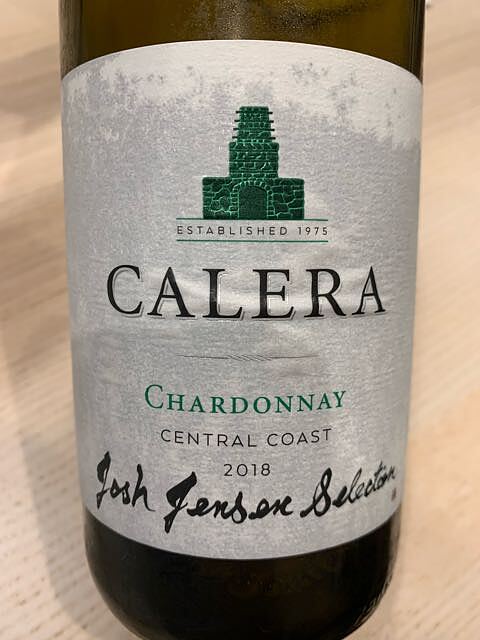 ESTABLISHED 1975
CALERA
CHARDONNAY
CENTRAL COAST
2018
Josh Jensen Selection